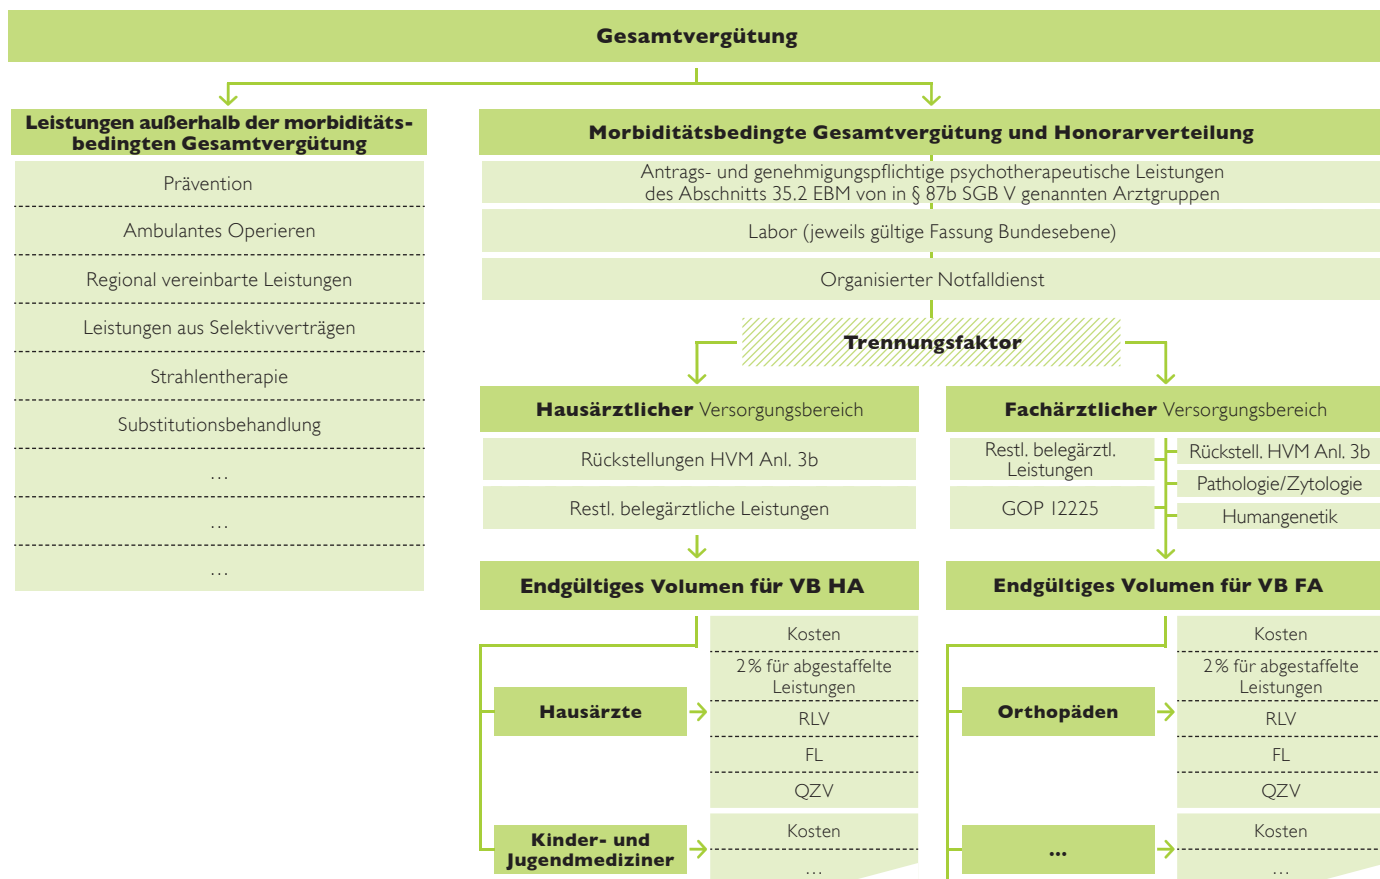 Gesamtvergütung
Leistungen außerhalb der morbiditäts-
bedingten Gesamtvergütung
Prävention
Ambulantes Operieren
Regional vereinbarte Leistungen
Leistungen aus Selektivverträgen
Strahlentherapie
Substitutionsbehandlung
…
…
…
Morbiditätsbedingte Gesamtvergütung und Honorarverteilung
Antrags- und genehmigungspflichtige psychotherapeutische Leistungen
des Abschnitts 35.2 EBM von in § 87b SGB V genannten Arztgruppen
Labor (jeweils gültige Fassung Bundesebene)
Organisierter Notfalldienst
Trennungsfaktor
Hausärztlicher Versorgungsbereich
Rückstellungen HVM Anl. 3b
Restl. belegärztliche Leistungen
Endgültiges Volumen für VB HA
Hausärzte
Kosten
2 % für abgestaffelte
Leistungen
RLV
FL
QZV
Kinder- und
Jugendmediziner
Kosten
…
Fachärztlicher Versorgungsbereich
Restl. belegärztl.
Leistungen
GOP 12225
Rückstell. HVM Anl. 3b
Pathologie/Zytologie
Humangenetik
Endgültiges Volumen für VB FA
Orthopäden
Kosten
2 % für abgestaffelte
Leistungen
RLV
FL
QZV
...
Kosten
…